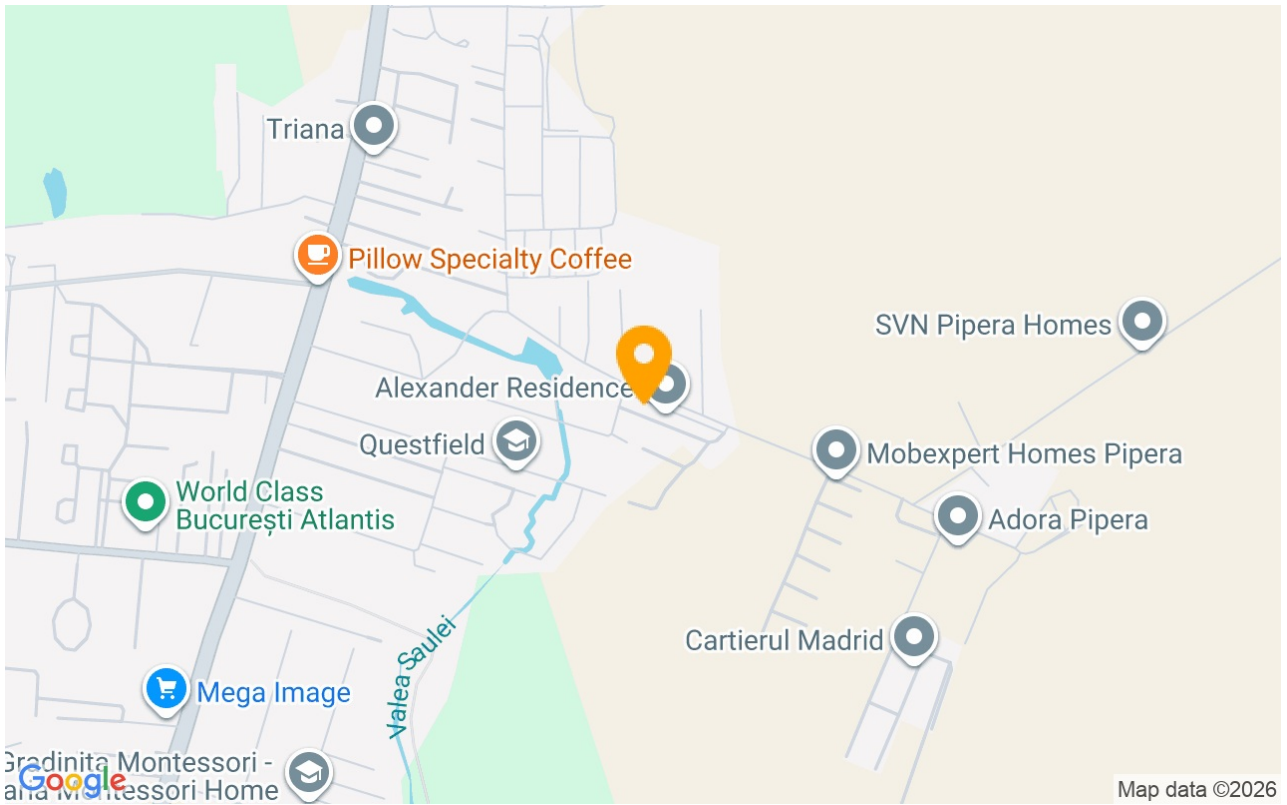 Triana
Pillow Specialty Coffee
SVN Pipera Homes
Alexander Residence
Questfield
Mobexpert Homes Pipera
World Class
București Atlantis
Adora Pipera
Valea Saulei
Cartierul Madrid
Mega Image
Gradinita Montessori -
Montessori Home
Google
Map data ©2026